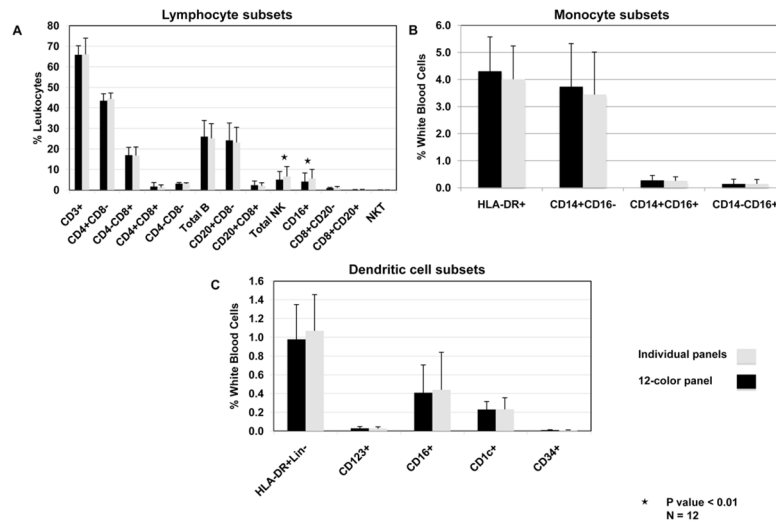 Lymphocyte subsets
A
% Leukocytes
80
70
60
50
40
30
20
10
0
★
★
CD3+
CD4+CD8-
CD4-CD8+
CD4+CD8+
CD4-CD8-
Total B
CD20+CD8-
CD20+CD8+
Total NK
CD16+
CD8+CD20-
CD8+CD20+
NKT
Monocyte subsets
B
% White Blood Cells
6.0
5.0
4.0
3.0
2.0
1.0
0.0
HLA-DR+
CD14+CD16-
CD14+CD16+
CD14-CD16+
Dendritic cell subsets
C
% White Blood Cells
1.6
1.4
1.2
1.0
0.8
0.6
0.4
0.2
0.0
HLA-DR+Lin-
CD123+
CD16+
CD1c+
CD34+
Individual panels
12-color panel
★ P value < 0.01
N = 12